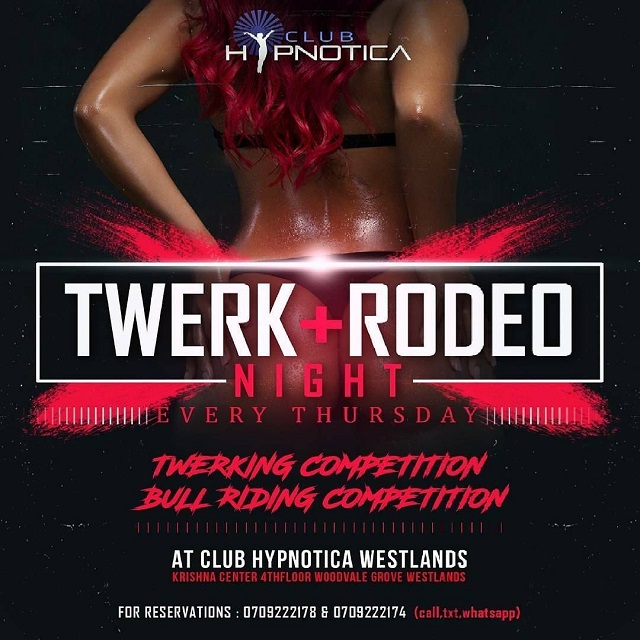 CLUB
HYPNOTICA
TWERK+RODEO
NIGHT
EVERY THURSDAY
TWERKING COMPETITION
BULL RIDING COMPETITION
AT CLUB HYPNOTICA WESTLANDS
KRISHNA CENTER 4THFLOOR WOODVALE GROVE WESTLANDS
FOR RESERVATIONS : 0709222178 & 0709222174 (call,txt,whatsapp)